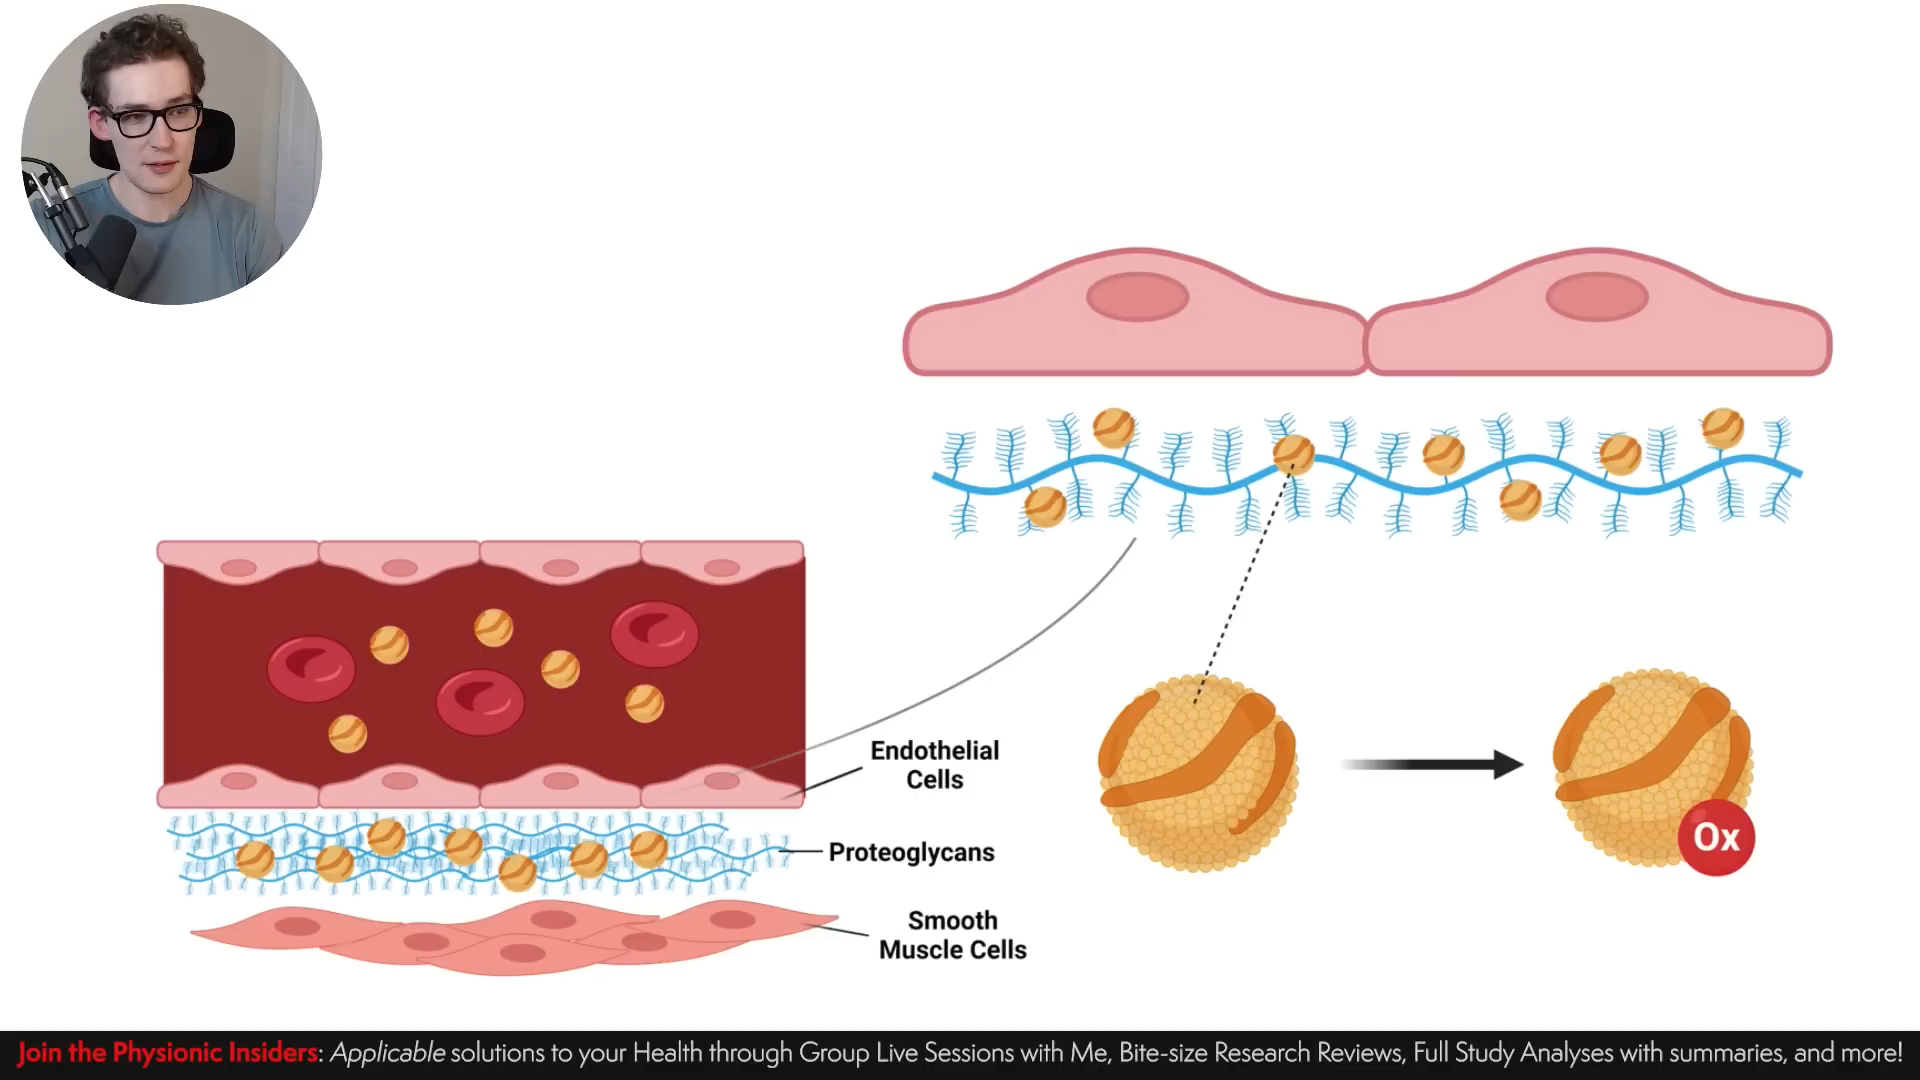 Endothelial
Cells
Proteoglycans
Smooth
Muscle Cells
Ox
Join the Physionic Insiders: Applicable solutions to your Health through Group Live Sessions with Me, Bite-size Research Reviews, Full Study Analyses with summaries, and more!